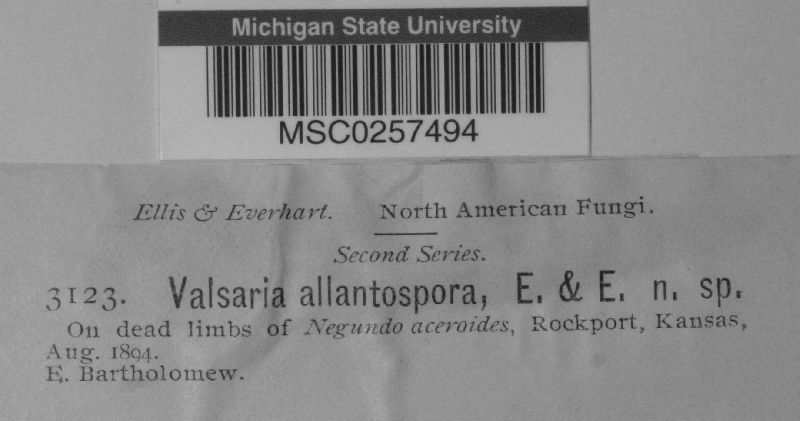 Michigan State University
MSC0257494
Ellis & Everhart. North American Fungi.
Second Series.
3123. Valsaria allantospora, E. & E. n. sp.
On dead limbs of Negundo aceroides, Rockport, Kansas,
Aug. 1894.
E. Bartholomew.